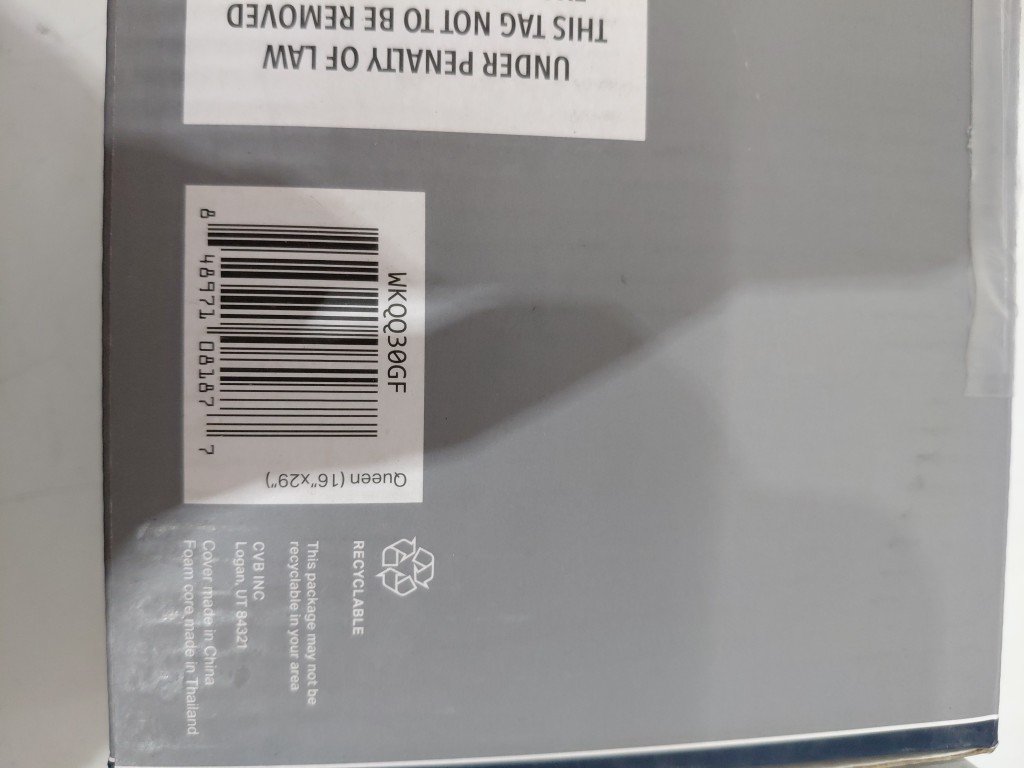 UNDER PENALTY OF LAW
THIS TAG NOT TO BE REMOVED
WKQQ30GF
8 48971 08187 7
Queen (16"x29")
RECYCLABLE
This package may not be
recyclable in your area
CVB INC
Logan, UT 84321
Cover made in China
Foam core made in Thailand